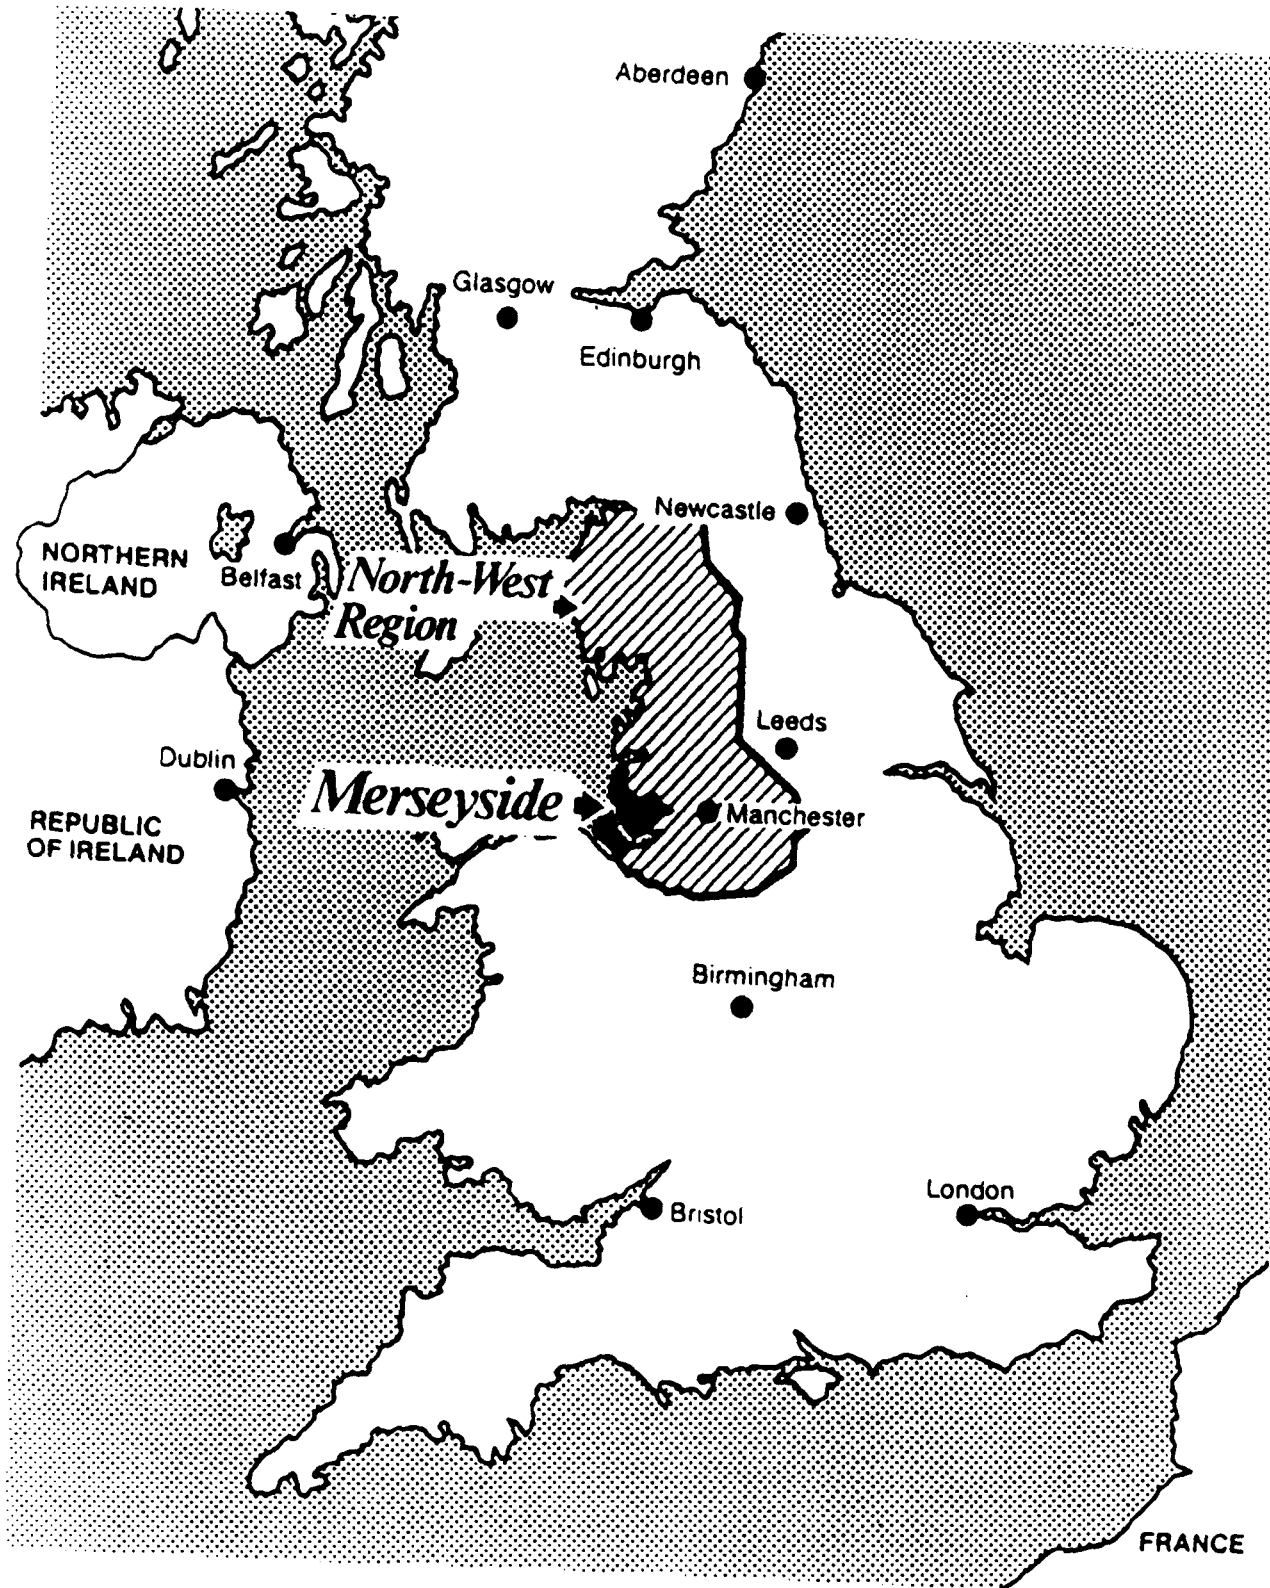 Aberdeen
Glasgow
Edinburgh
Newcastle
NORTHERN
IRELAND
Belfast
North-West
Region
Leeds
Dublin
Merseyside
Manchester
REPUBLIC
OF IRELAND
Birmingham
London
Bristol
FRANCE